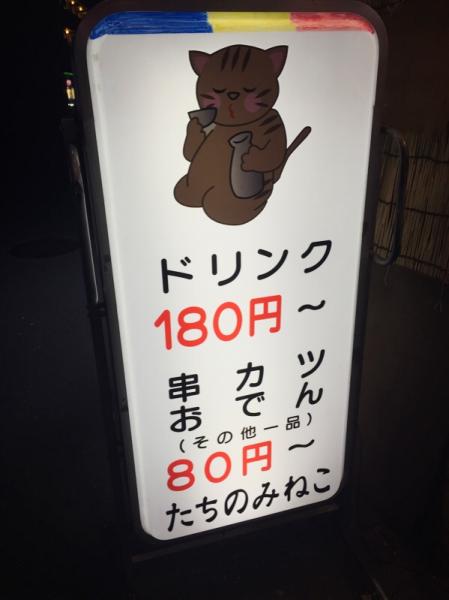 ドリンク
180円～
串カツ
おでん
(その他一品)
80円～
たちのみねこ